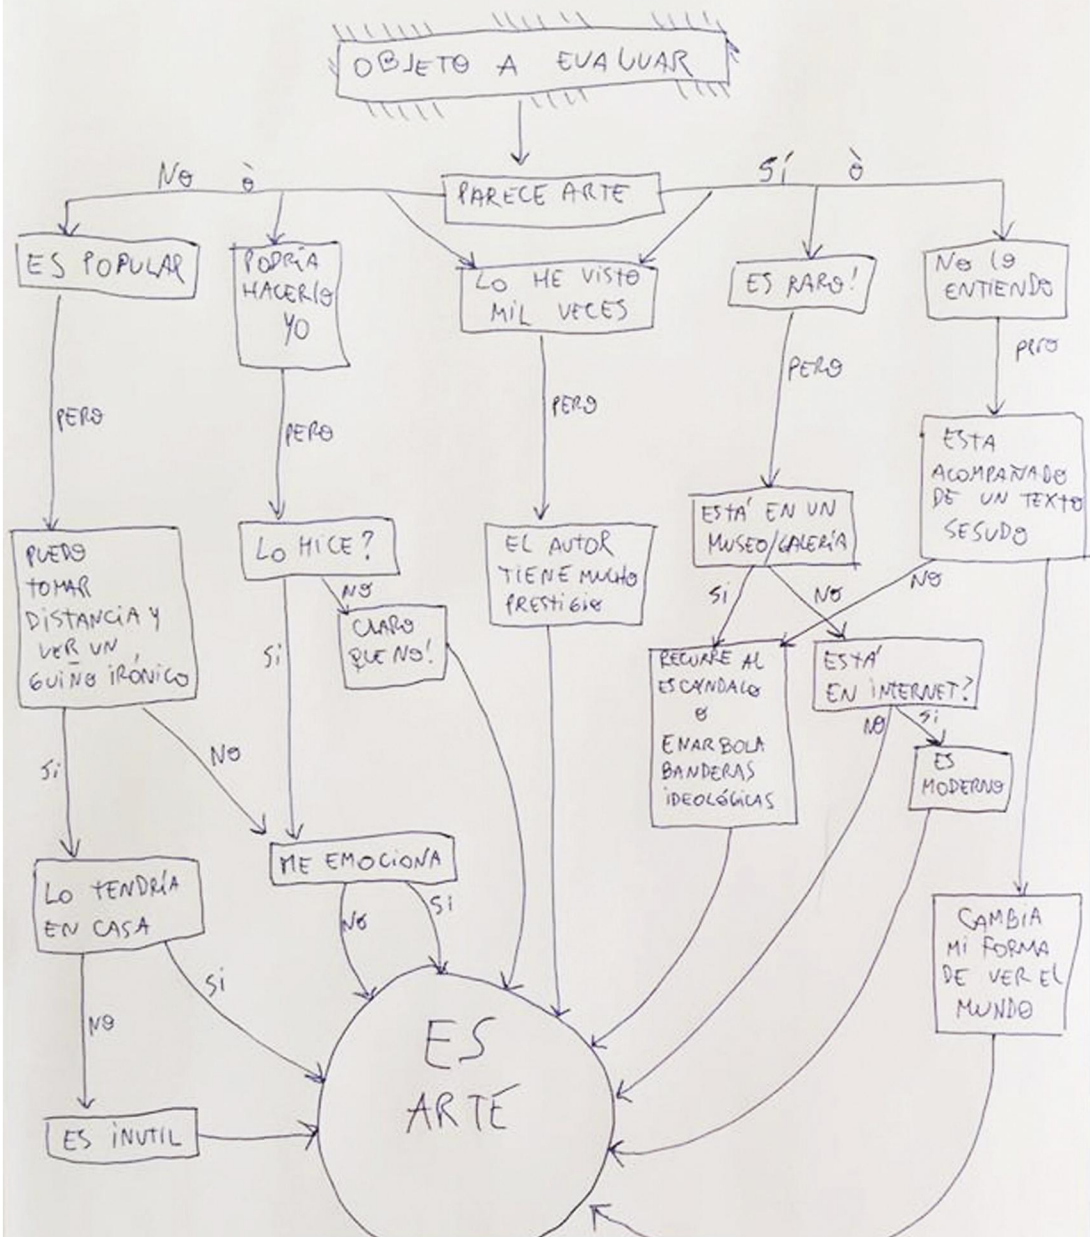 OBJETO A EVALUAR
NO Ò
PARECE ARTE
SÍ Ò
ES POPULAR
PODRÍA
HACERLO
YO
LO HE VISTO
MIL VECES
ES RARO!
NO LO
ENTIENDO
PERO
PERO
PERO
PERO
PERO
PUEDO
TOMAR
DISTANCIA Y
VER UN
GUIÑO IRÓNICO
LO HICE?
EL AUTOR
TIENE MUCHO
PRESTIGIO
ESTÁ EN UN
MUSEO/GALERÍA
ESTA
ACOMPAÑADO
DE UN TEXTO
SESUDO
NO
SI
CLARO
QUE NO!
SI
NO
NO
RECURRE AL
ESCÁNDALO
O
ENARBOLA
BANDERAS
IDEOLÓGICAS
ESTÁ
EN INTERNET?
NO
SI
ES
MODERNO
SI
NO
LO TENDRÍA
EN CASA
ME EMOCIONA
NO
SI
CAMBIA
MI FORMA
DE VER EL
MUNDO
NO
SI
ES INUTIL
ES
ARTE